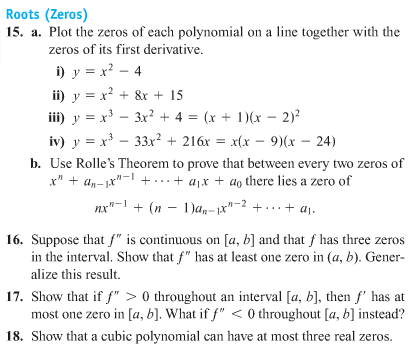 Roots (Zeros)
15. a. Plot the zeros of each polynomial on a line together with the
zeros of its first derivative.
i) y = x² − 4
ii) y = x² + 8x + 15
iii) y = x³ − 3x² + 4 = (x + 1)(x − 2)²
iv) y = x³ − 33x² + 216x = x(x − 9)(x − 24)
b. Use Rolle's Theorem to prove that between every two zeros of
xⁿ + aₙ₋₁xⁿ⁻¹ + ··· + a₁x + a₀ there lies a zero of
nxⁿ⁻¹ + (n − 1)aₙ₋₁xⁿ⁻² + ··· + a₁.
16. Suppose that f″ is continuous on [a, b] and that f has three zeros
in the interval. Show that f″ has at least one zero in (a, b). Gener-
alize this result.
17. Show that if f″ > 0 throughout an interval [a, b], then f′ has at
most one zero in [a, b]. What if f″ < 0 throughout [a, b] instead?
18. Show that a cubic polynomial can have at most three real zeros.